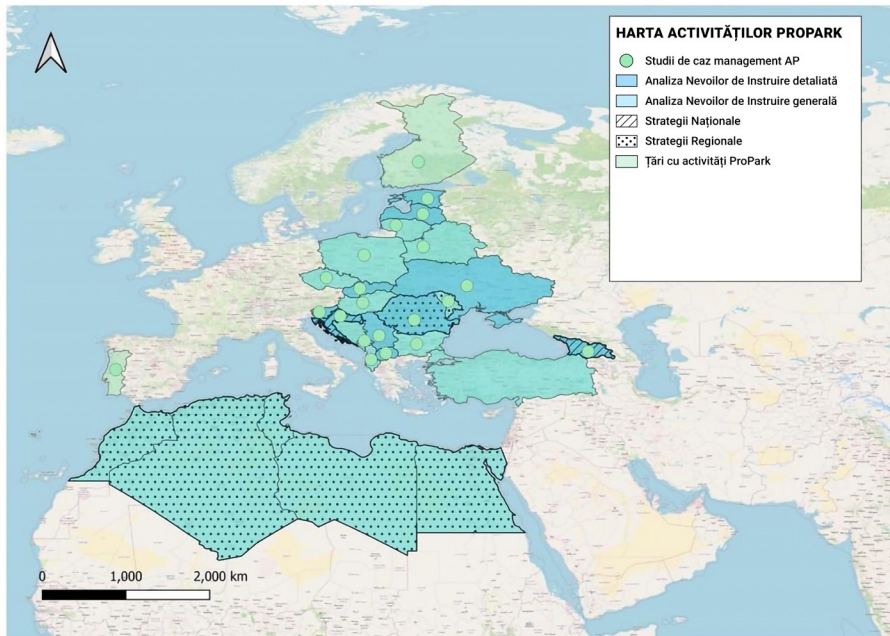 HARTA ACTIVITĂȚILOR PROPARK
Studii de caz management AP
Analiza Nevoilor de Instruire detaliată
Analiza Nevoilor de Instruire generală
Strategii Naționale
Strategii Regionale
Țări cu activități ProPark
0 1,000 2,000 km